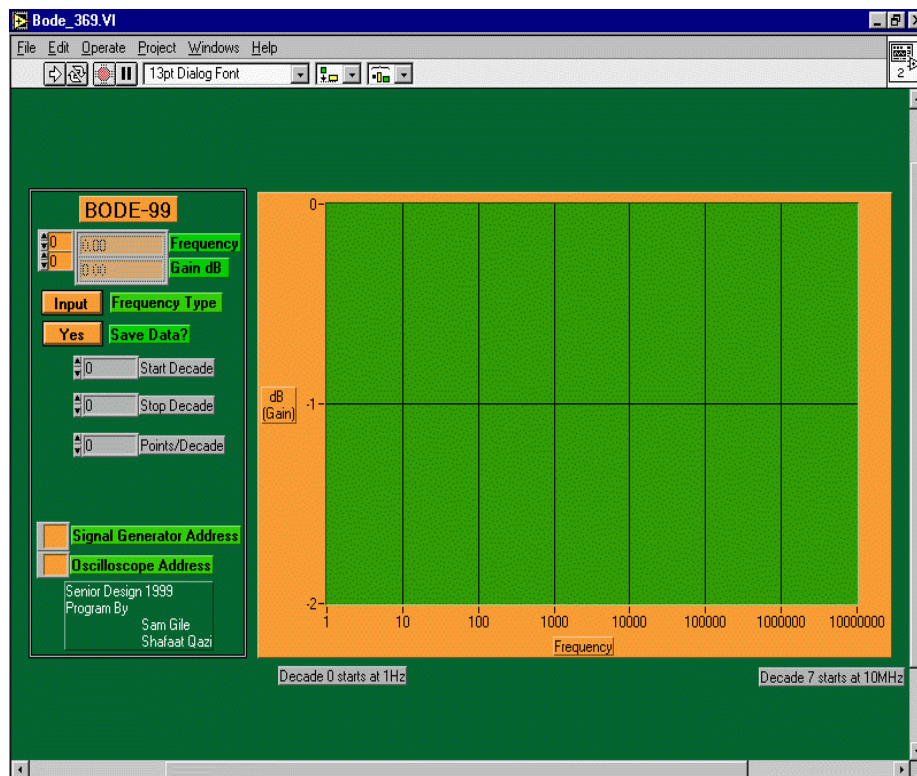 Bode_369.VI
File Edit Operate Project Windows Help
13pt Dialog Font
2
BODE-99
0 0.00 Frequency
0 0.00 Gain dB
Input Frequency Type
Yes Save Data?
0 Start Decade
0 Stop Decade
0 Points/Decade
Signal Generator Address
Oscilloscope Address
Senior Design 1999
Program By
Sam Gile
Shafaat Qazi
0
dB
(Gain)
-1
-2
1 10 100 1000 10000 100000 1000000 10000000
Frequency
Decade 0 starts at 1Hz
Decade 7 starts at 10MHz